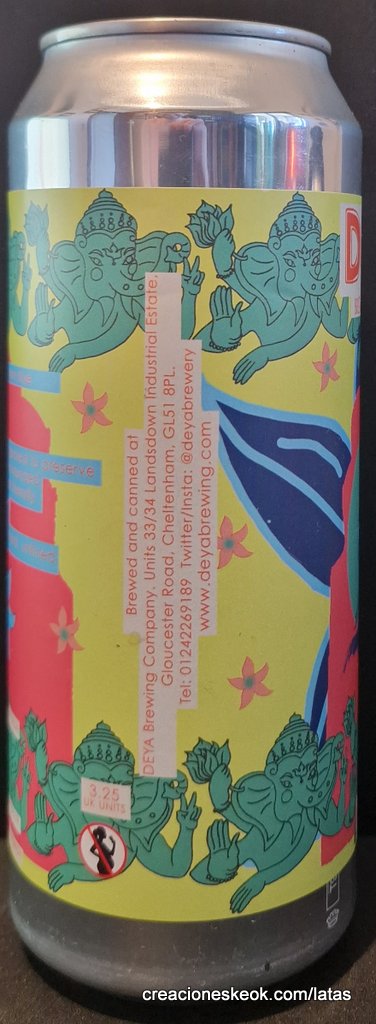 Brewed and canned at
DEYA Brewing Company, Units 33/34 Landsdown Industrial Estate,
Gloucester Road, Cheltenham, GL51 8PL.
Tel: 01242269189 Twitter/Insta: @deyabrewery
www.deyabrewing.com
preserve
D
3.25
UK UNITS
creacioneskeok.com/latas